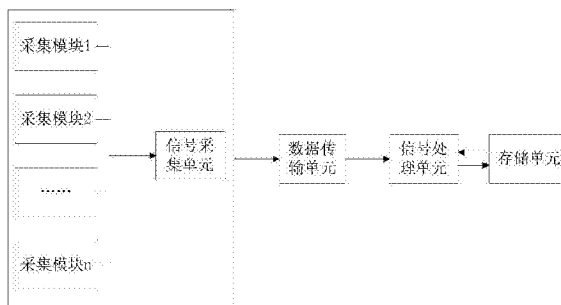 采集模块1
采集模块2
……
采集模块n
信号采
集单元
数据传
输单元
信号处
理单元
存储单元